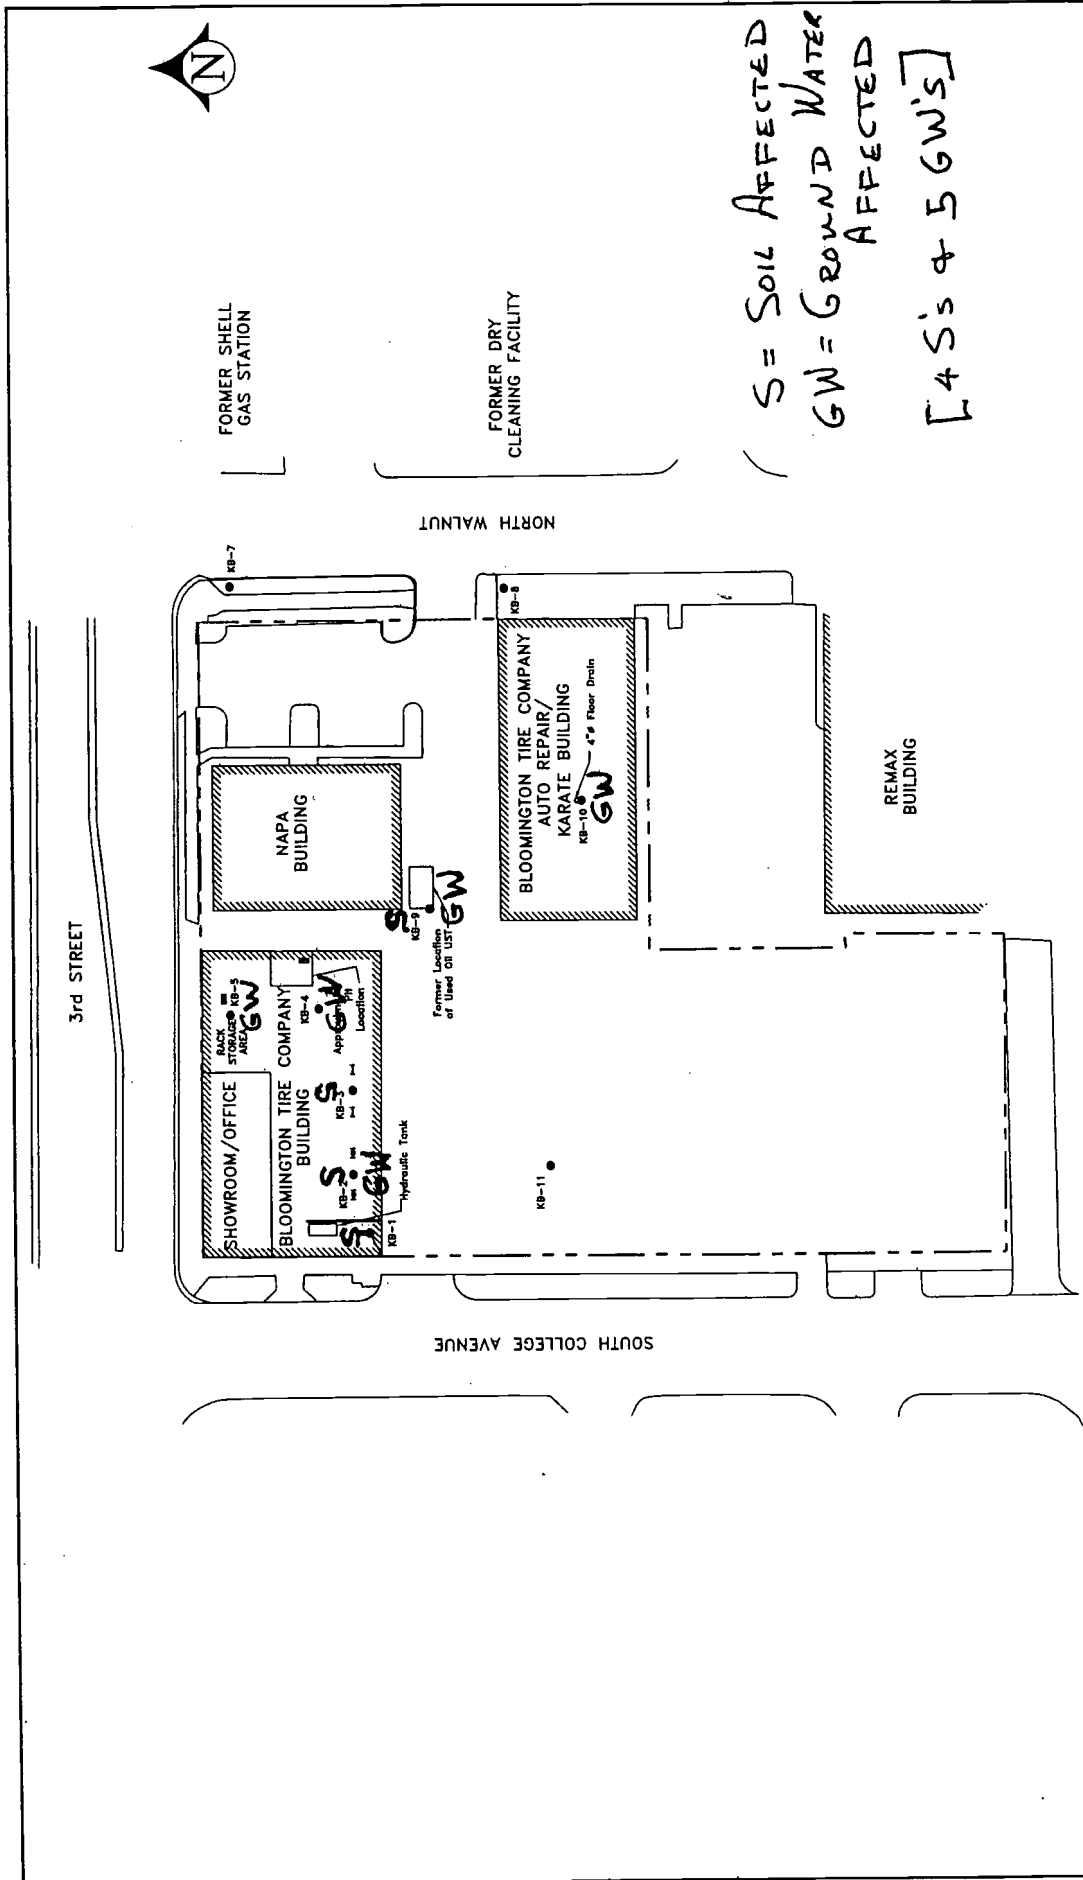 N
3rd STREET
FORMER SHELL
GAS STATION
FORMER DRY
CLEANING FACILITY
NORTH WALNUT
KB-7
KB-8
NAPA
BUILDING
BLOOMINGTON TIRE COMPANY
AUTO REPAIR/
KARATE BUILDING
KB-10
4"ø Floor Drain
GW
REMAX
BUILDING
S
KB-9
GW
Former Location
of Used Oil UST
SHOWROOM/OFFICE
RACK
STORAGE
AREA
KB-5
GW
BLOOMINGTON TIRE COMPANY
BUILDING
KB-4
GW
Pit
Location
S
KB-3
S
KB-2
GW
Hydraulic Tank
S
KB-1
KB-11
SOUTH COLLEGE AVENUE
S = SOIL AFFECTED
GW = GROUND WATER
AFFECTED
[4 S's & 5 GW's]